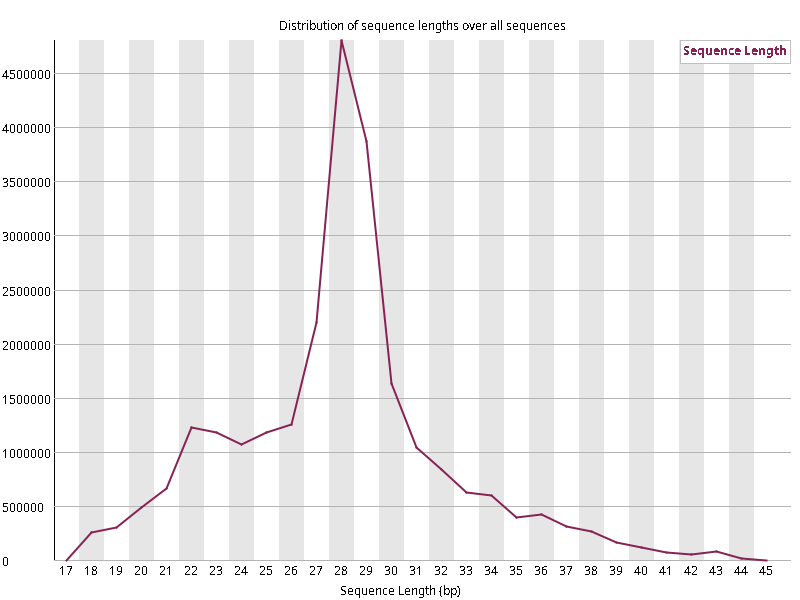 Distribution of sequence lengths over all sequences
Sequence Length
4500000
4000000
3500000
3000000
2500000
2000000
1500000
1000000
500000
0
17 18 19 20 21 22 23 24 25 26 27 28 29 30 31 32 33 34 35 36 37 38 39 40 41 42 43 44 45
Sequence Length (bp)